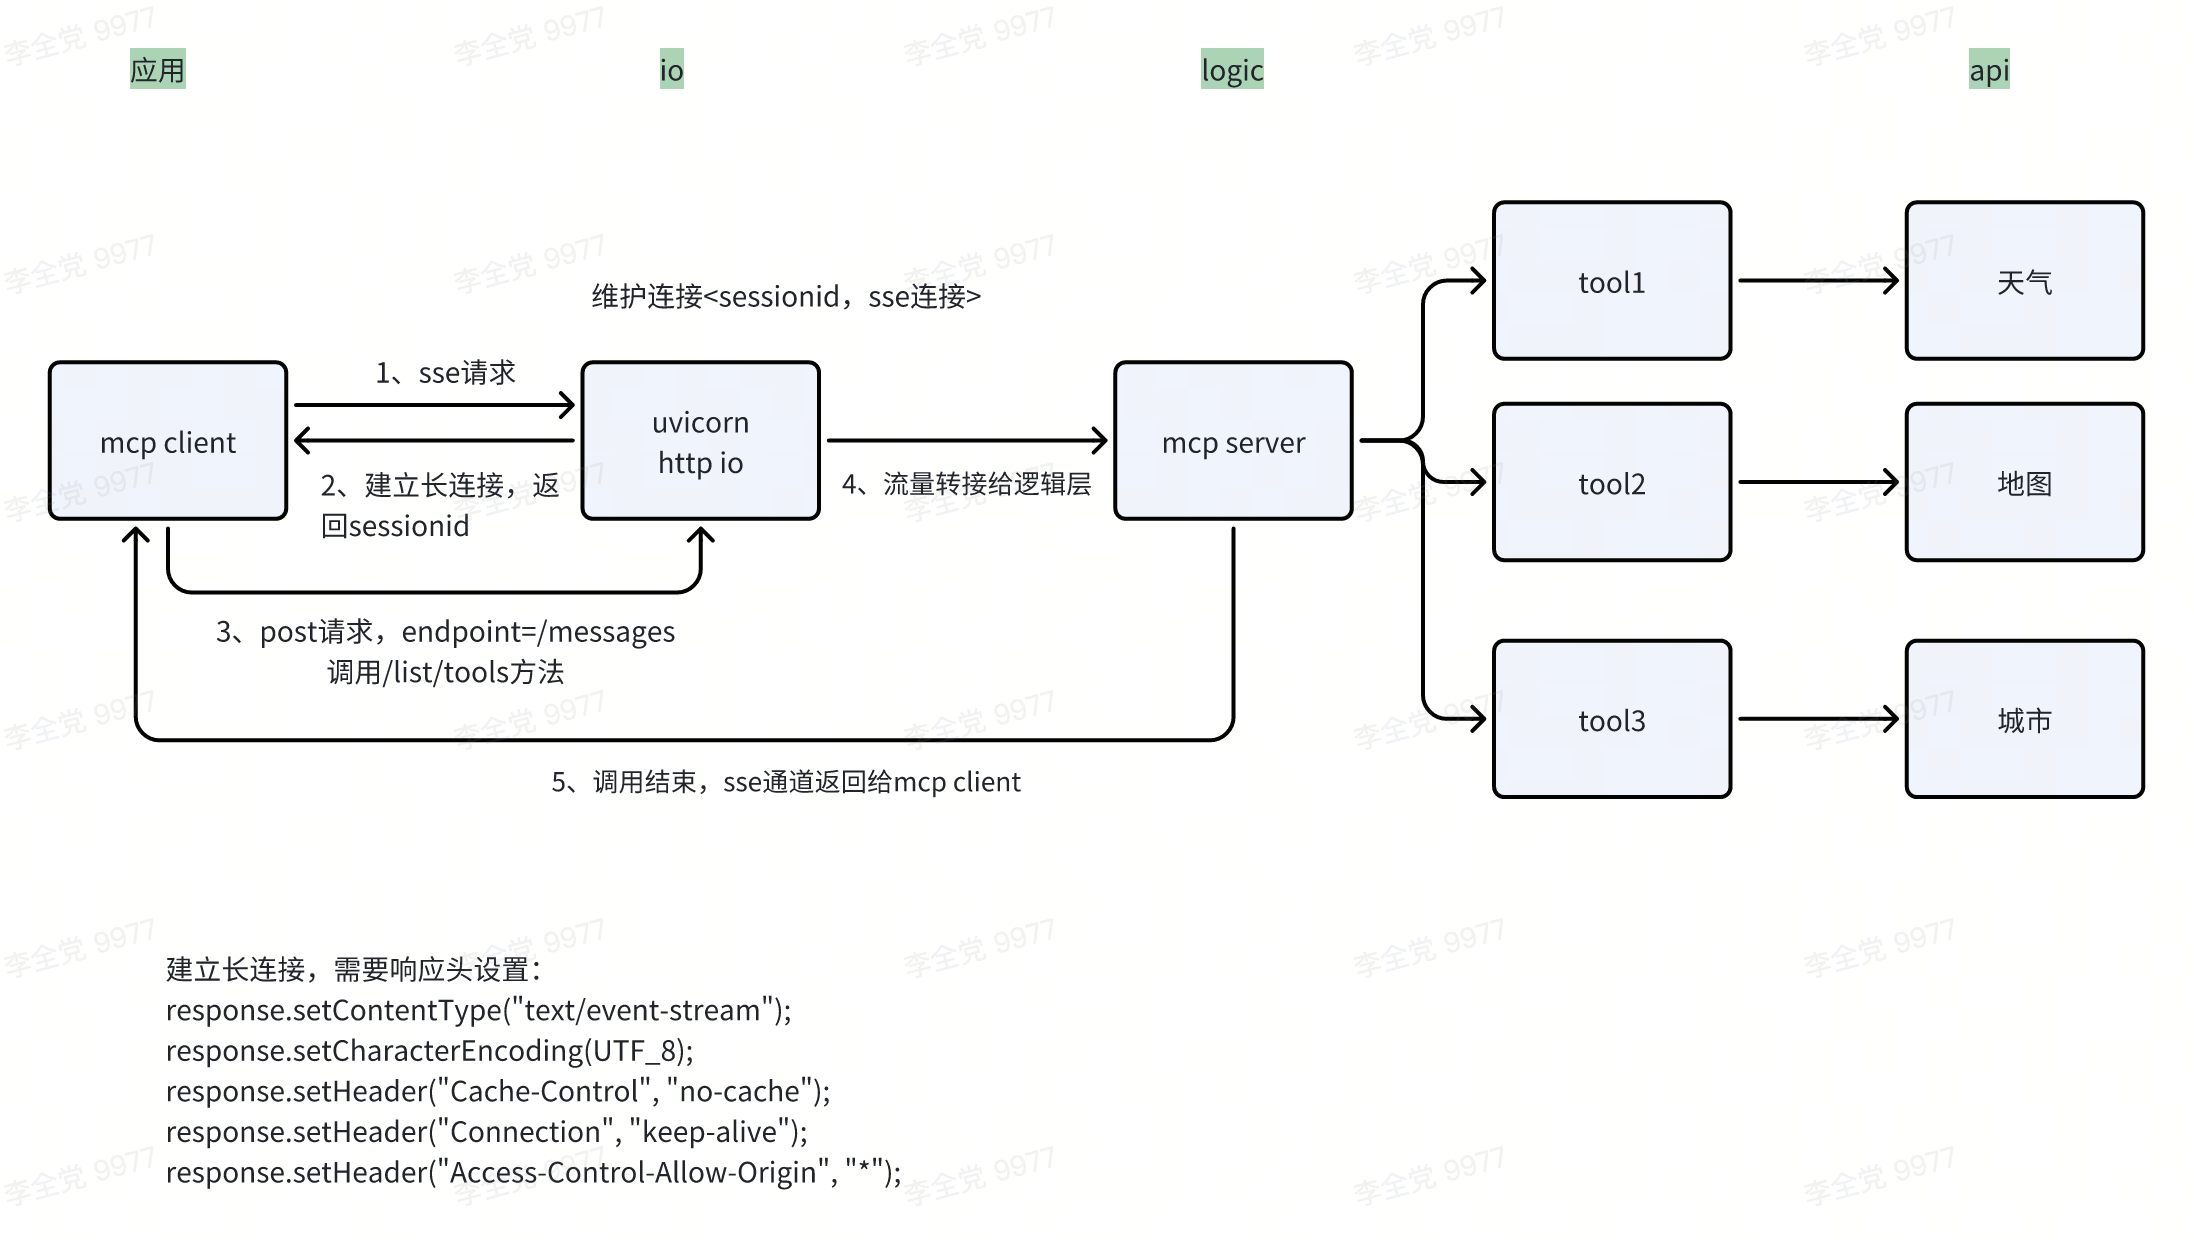 应用
io
logic
api
维护连接<sessionid，sse连接>
mcp client
1、sse请求
2、建立长连接，返
回sessionid
uvicorn
http io
4、流量转接给逻辑层
mcp server
tool1
天气
tool2
地图
tool3
城市
3、post请求，endpoint=/messages
调用/list/tools方法
5、调用结束，sse通道返回给mcp client
建立长连接，需要响应头设置：
response.setContentType("text/event-stream");
response.setCharacterEncoding(UTF_8);
response.setHeader("Cache-Control", "no-cache");
response.setHeader("Connection", "keep-alive");
response.setHeader("Access-Control-Allow-Origin", "*");
李全党 9977